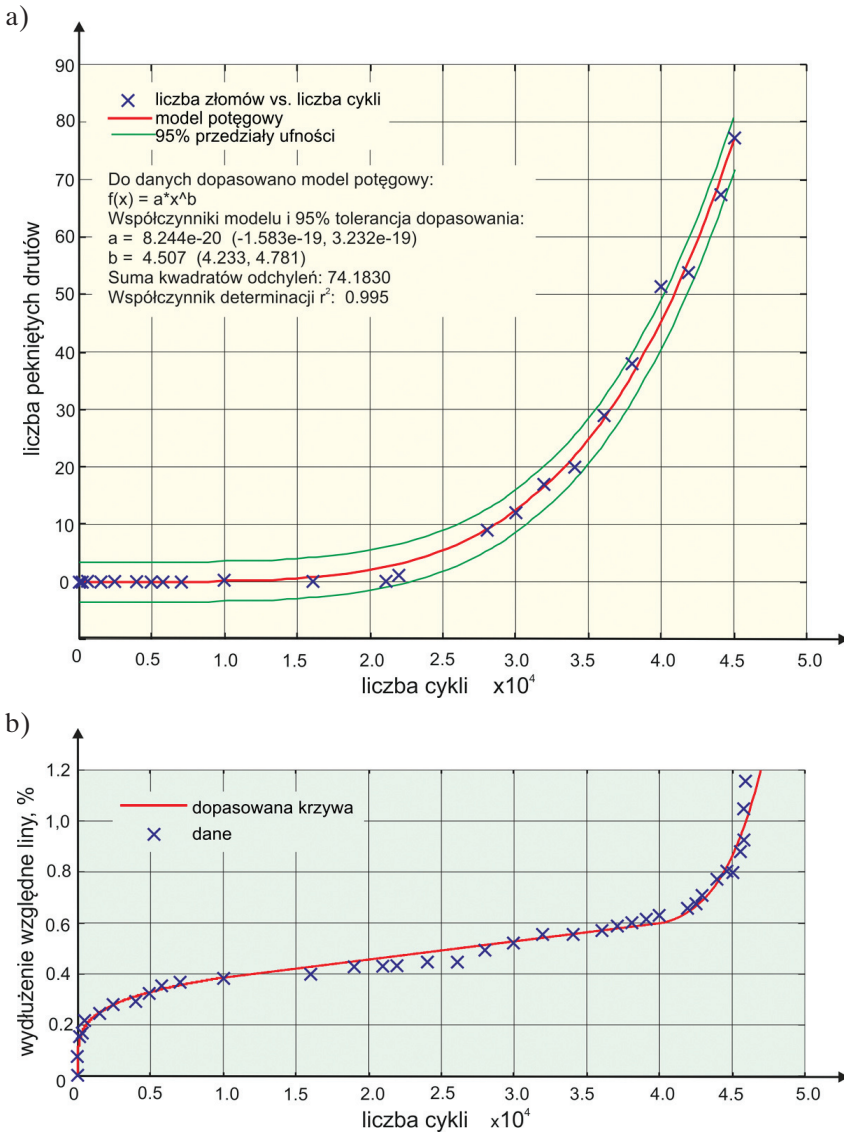 a)
90
80
70
60
50
40
30
20
10
0
liczba pekniętych drutów
liczba złomów vs. liczba cykli
model potęgowy
95% przedziały ufności
Do danych dopasowano model potęgowy:
f(x) = a*x^b
Współczynniki modelu i 95% tolerancja dopasowania:
a = 8.244e-20 (-1.583e-19, 3.232e-19)
b = 4.507 (4.233, 4.781)
Suma kwadratów odchyleń: 74.1830
Współczynnik determinacji r²: 0.995
0 0.5 1.0 1.5 2.0 2.5 3.0 3.5 4.0 4.5 5.0
liczba cykli x10⁴
b)
1.2
1,0
0.8
0.6
0.4
0.2
0
wydłużenie względne liny, %
dopasowana krzywa
dane
0 0.5 1.0 1.5 2.0 2.5 3.0 3.5 4.0 4.5 5.0
liczba cykli x10⁴